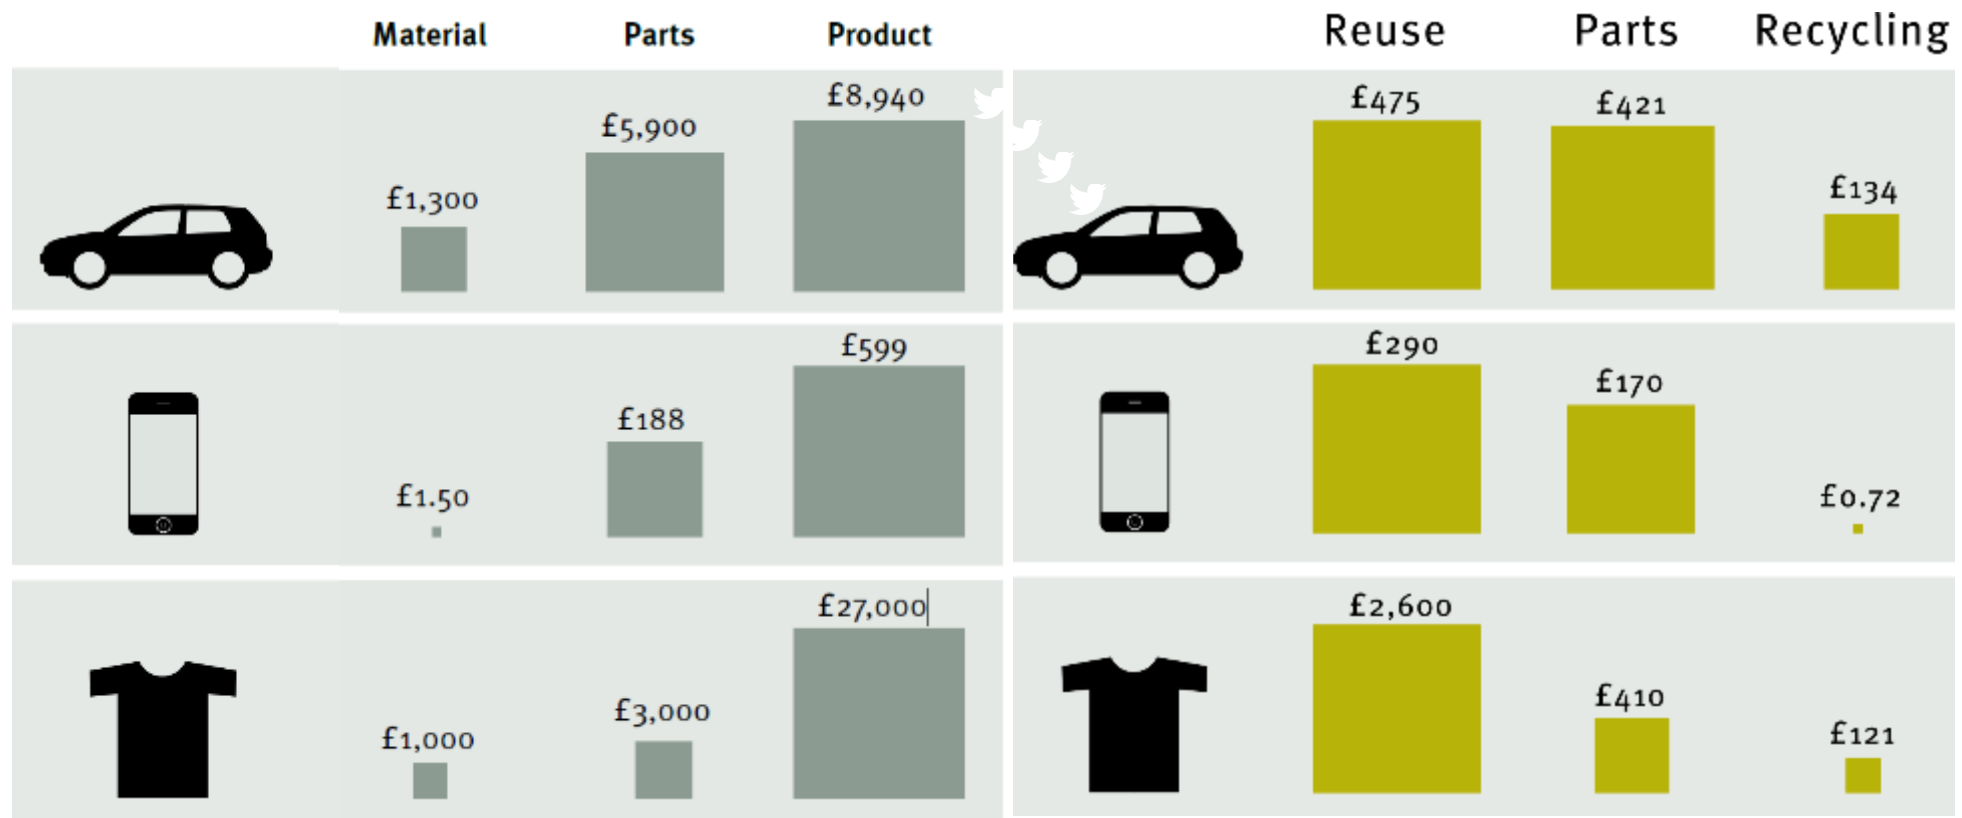 Material Parts Product
£1,300 £5,900 £8,940
£1.50 £188 £599
£1,000 £3,000 £27,000
Reuse Parts Recycling
£475 £421 £134
£290 £170 £0.72
£2,600 £410 £121